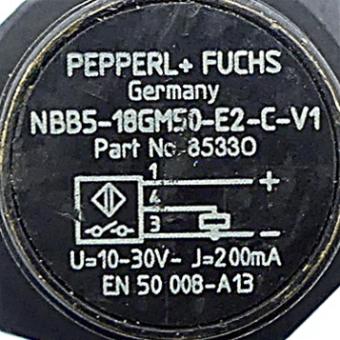 PEPPERL+ FUCHS
Germany
NBB5-18GM50-E2-C-V1
Part No. 85330
1 +
4
3 -
U=10-30V- J=200mA
EN 50 008-A13